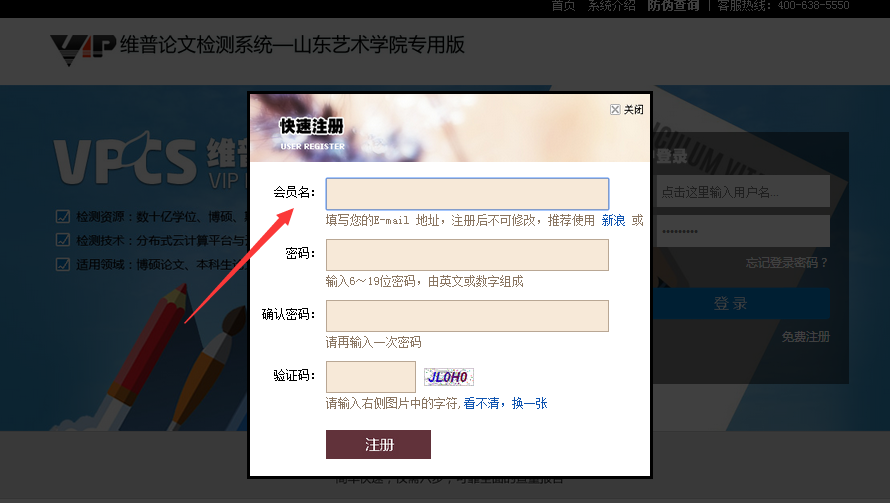 首页 系统介绍 防伪查询 | 客服热线：400-638-5550
VIP 维普论文检测系统—山东艺术学院专用版
关闭
快速注册
USER REGISTER
会员名：
填写您的E-mail 地址，注册后不可修改，推荐使用 新浪 或
密码：
输入6～19位密码，由英文或数字组成
确认密码：
请再输入一次密码
验证码：
JL0H0
请输入右侧图片中的字符,看不清，换一张
注册
VPCS 维普
VIP
检测资源：数十亿学位、博硕、
检测技术：分布式云计算平台与
适用领域：博硕论文、本科生
登录
点击这里输入用户名...
•••••••••
忘记登录密码？
登 录
免费注册